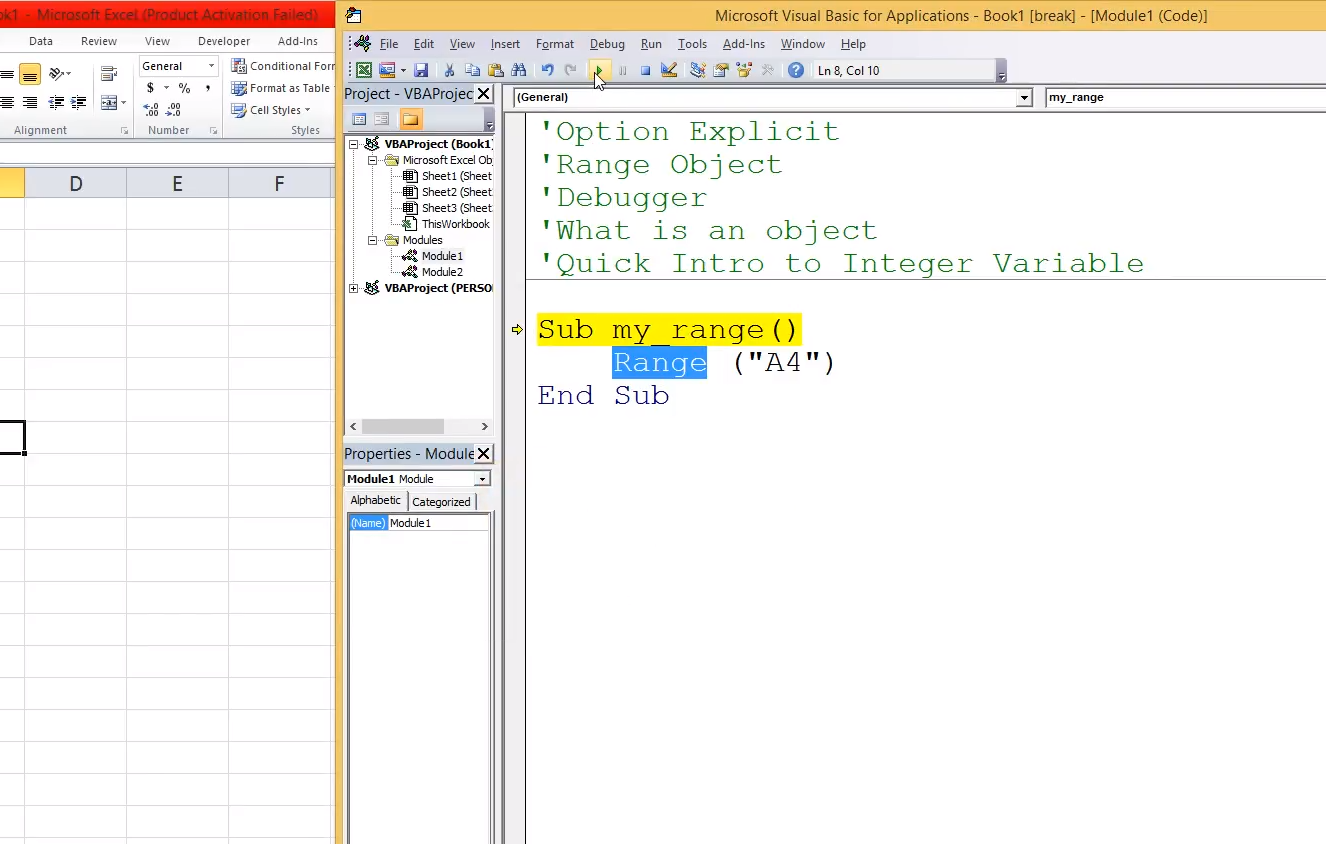 ok1 - Microsoft Excel (Product Activation Failed)
Data Review View Developer Add-Ins
General
Conditional Forr
$ % ,
Format as Table
.00 .0
Cell Styles
Alignment Number Styles
D E F
Microsoft Visual Basic for Applications - Book1 [break] - [Module1 (Code)]
File Edit View Insert Format Debug Run Tools Add-Ins Window Help
Ln 8, Col 10
Project - VBAProjec
VBAProject (Book1)
Microsoft Excel Obj
Sheet1 (Sheet
Sheet2 (Sheet
Sheet3 (Sheet
ThisWorkbook
Modules
Module1
Module2
VBAProject (PERSO
Properties - Module
Module1 Module
Alphabetic Categorized
(Name) Module1
(General) my_range
'Option Explicit
'Range Object
'Debugger
'What is an object
'Quick Intro to Integer Variable
Sub my_range()
Range ("A4")
End Sub